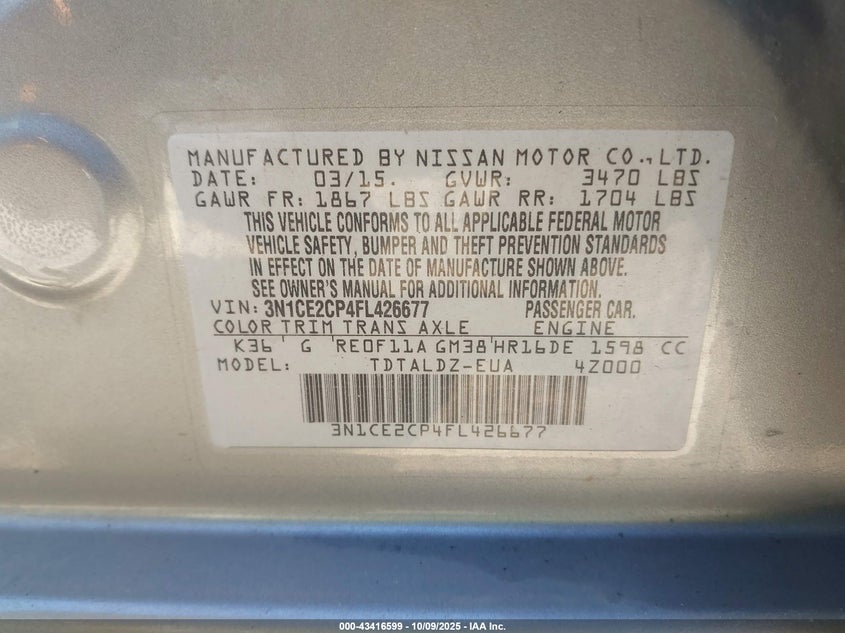 MANUFACTURED BY NISSAN MOTOR CO.,LTD.
DATE: 03/15. GVWR: 3470 LBS
GAWR FR: 1867 LBS GAWR RR: 1704 LBS
THIS VEHICLE CONFORMS TO ALL APPLICABLE FEDERAL MOTOR
VEHICLE SAFETY, BUMPER AND THEFT PREVENTION STANDARDS
IN EFFECT ON THE DATE OF MANUFACTURE SHOWN ABOVE.
SEE OWNER'S MANUAL FOR ADDITIONAL INFORMATION.
VIN: 3N1CE2CP4FL426677 PASSENGER CAR.
COLOR TRIM TRANS AXLE ENGINE
K36 G RE0F11A GM38 HR16DE 1598 CC
MODEL: TDTALDZ-EUA 4Z000
3N1CE2CP4FL426677
000-43416599 - 10/09/2025 - IAA Inc.